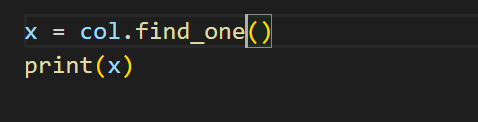 x = col.find_one()
print(x)